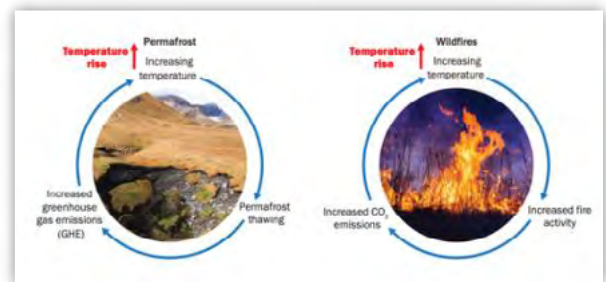 Permafrost
Temperature
rise
Increasing
temperature
Increased
greenhouse
gas emissions
(GHE)
Permafrost
thawing
Wildfires
Temperature
rise
Increasing
temperature
Increased CO₂
emissions
Increased fire
activity